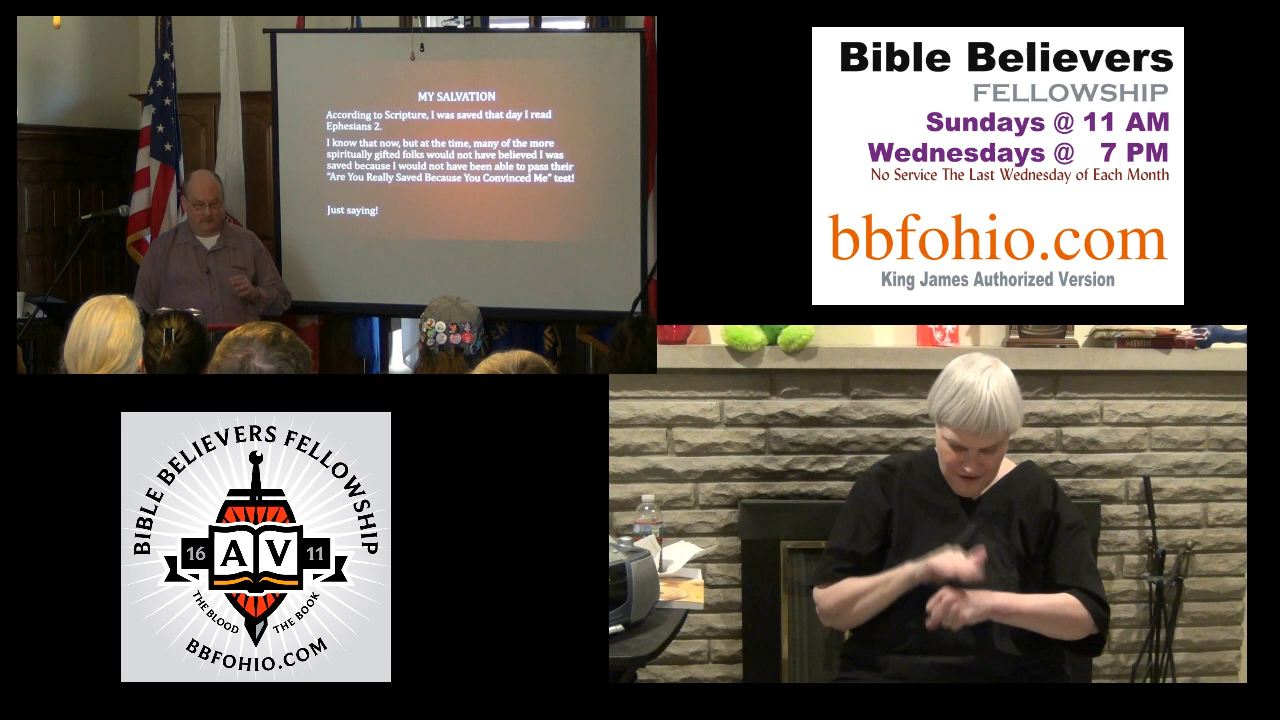 MY SALVATION
According to Scripture, I was saved that day I read
Ephesians 2.
I know that now, but at the time, many of the more
spiritually gifted folks would not have believed I was
saved because I would not have been able to pass their
“Are You Really Saved Because You Convinced Me” test!
Just saying!
Bible Believers
FELLOWSHIP
Sundays @ 11 AM
Wednesdays @ 7 PM
No Service The Last Wednesday of Each Month
bbfohio.com
King James Authorized Version
BIBLE BELIEVERS FELLOWSHIP
16 AV 11
THE BLOOD THE BOOK
BBFOHIO.COM